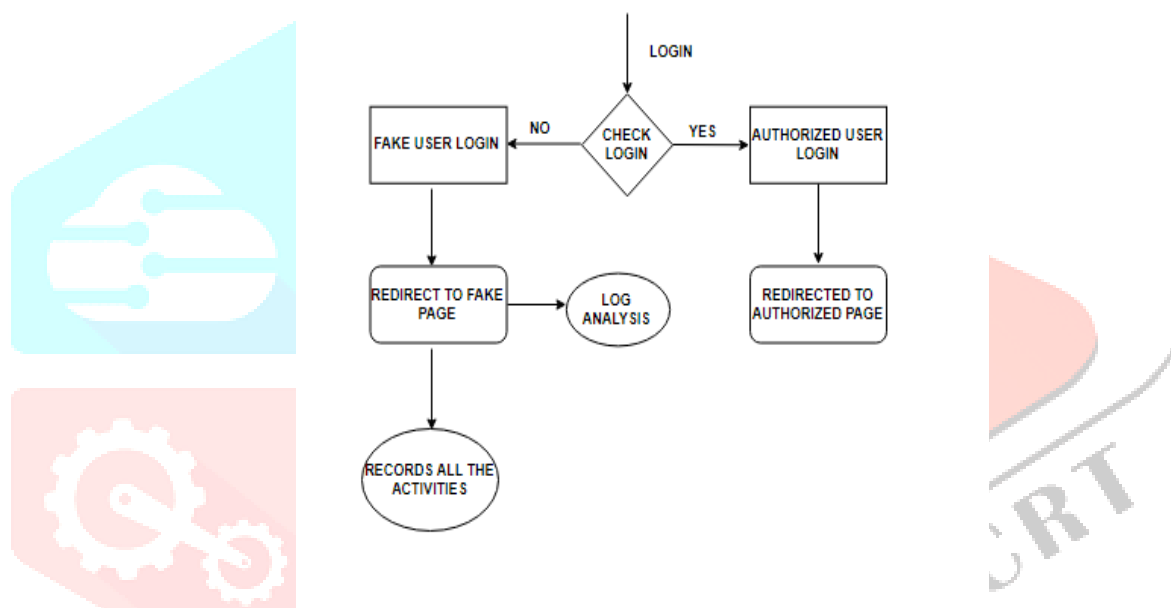 LOGIN
NO
YES
FAKE USER LOGIN
CHECK
LOGIN
AUTHORIZED USER
LOGIN
REDIRECT TO FAKE
PAGE
LOG
ANALYSIS
REDIRECTED TO
AUTHORIZED PAGE
RECORDS ALL THE
ACTIVITIES
CRT